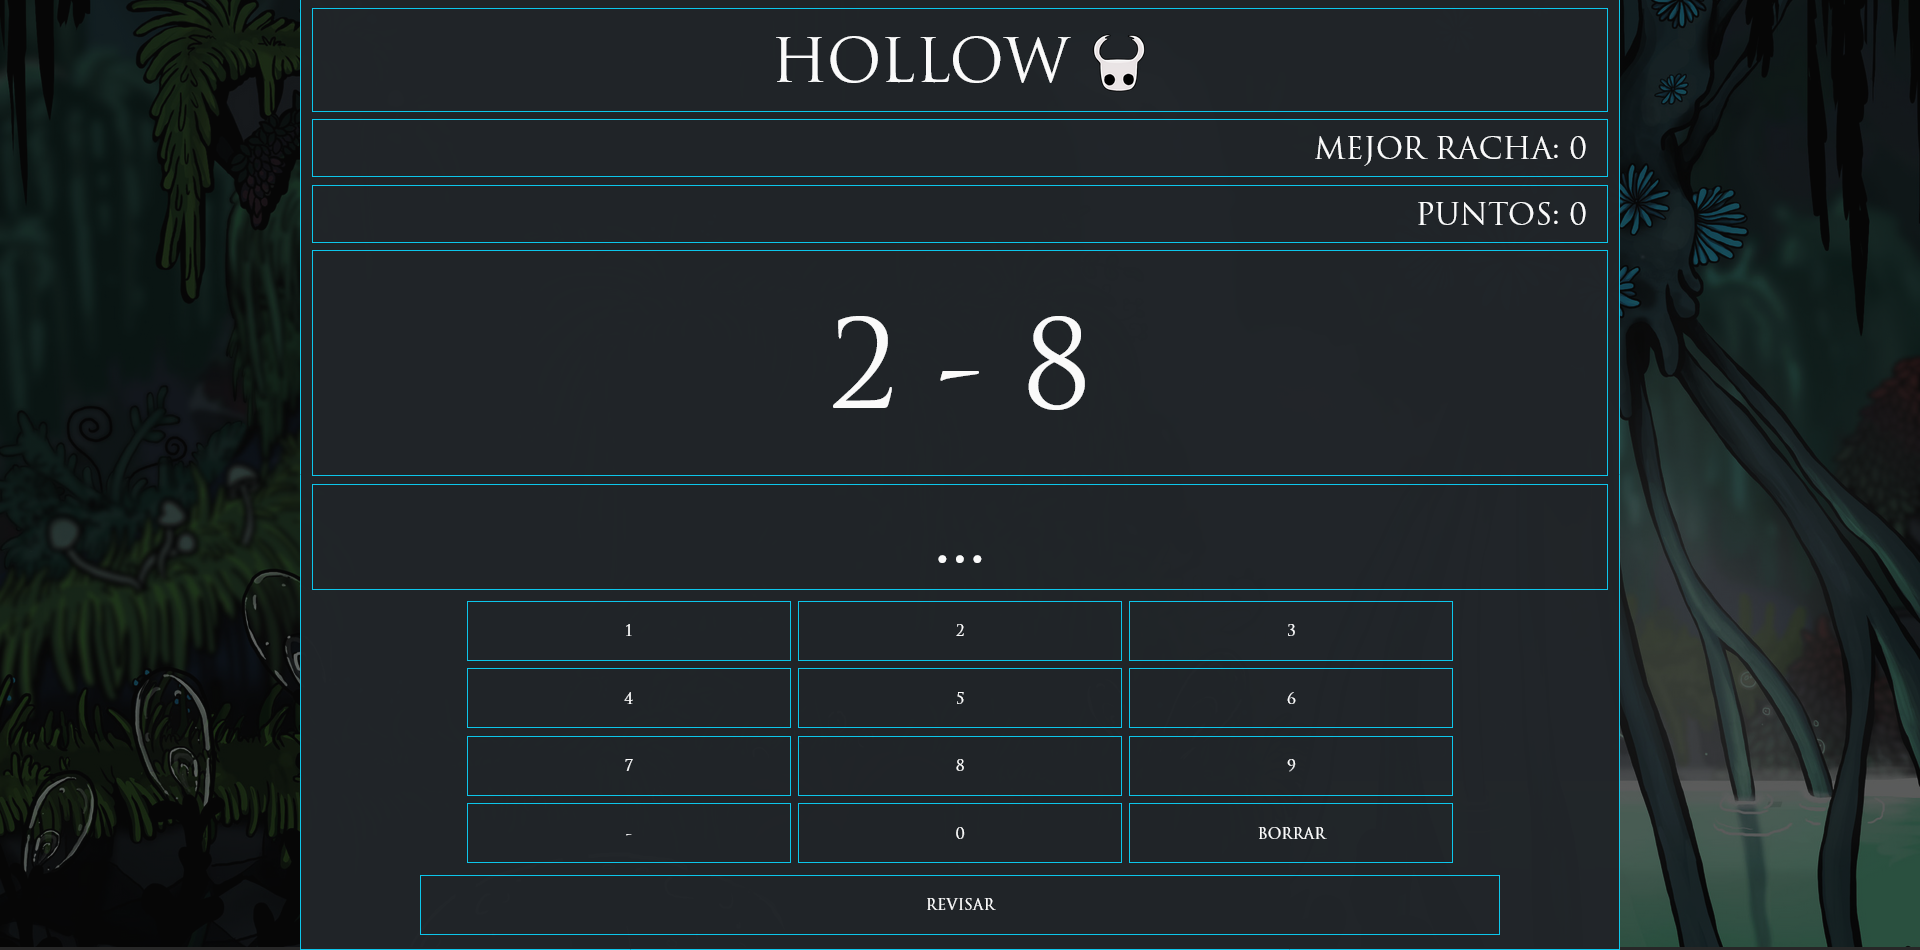 HOLLOW
MEJOR RACHA: 0
PUNTOS: 0
2 - 8
...
1 2 3
4 5 6
7 8 9
- 0 BORRAR
REVISAR